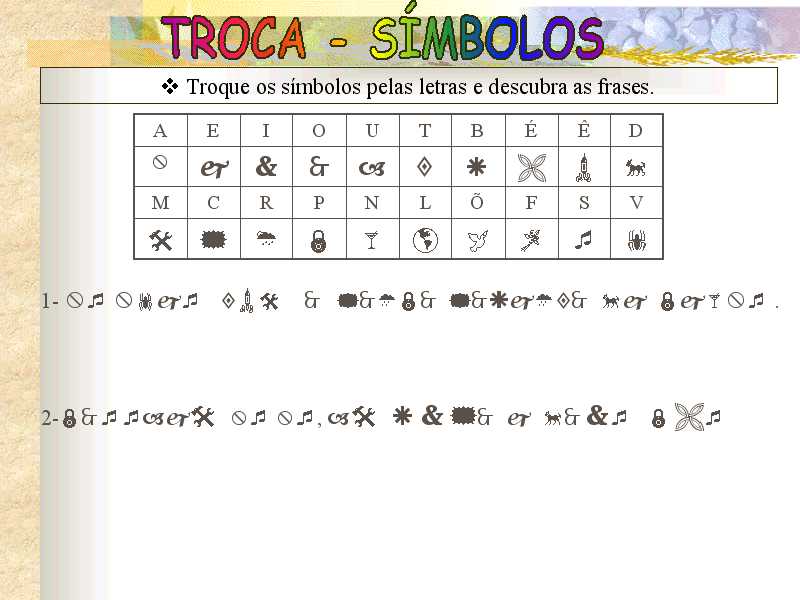 TROCA - SÍMBOLOS
❖ Troque os símbolos pelas letras e descubra as frases.
A E I O U T B É Ê D
M C R P N L Õ F S V
1- .
2- ,